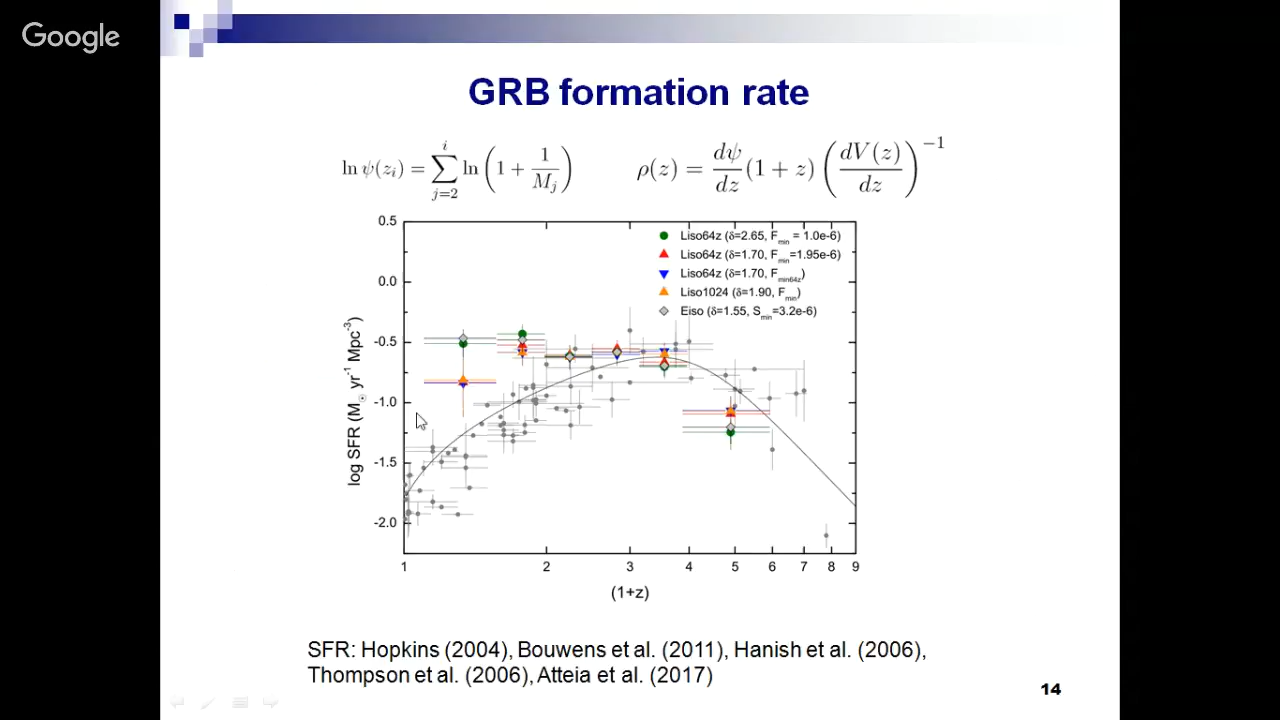 Google
GRB formation rate
ln ψ(z_i) = \sum_{j=2}^{i} ln (1 + \frac{1}{M_j})
ρ(z) = \frac{dψ}{dz}(1 + z) (\frac{dV(z)}{dz})^{-1}
0.5
0.0
-0.5
-1.0
-1.5
-2.0
log SFR (M☉ yr⁻¹ Mpc⁻³)
Liso64z (δ=2.65, F_min = 1.0e-6)
Liso64z (δ=1.70, F_min=1.95e-6)
Liso64z (δ=1.70, F_min64z)
Liso1024 (δ=1.90, F_min)
Eiso (δ=1.55, S_min=3.2e-6)
1 2 3 4 5 6 7 8 9
(1+z)
SFR: Hopkins (2004), Bouwens et al. (2011), Hanish et al. (2006),
Thompson et al. (2006), Atteia et al. (2017)
14